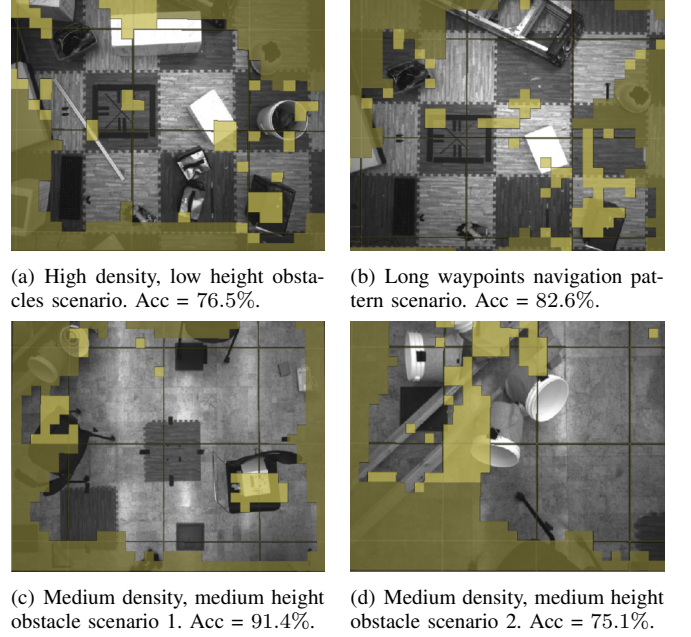 (a) High density, low height obsta-
cles scenario. Acc = 76.5%.
(b) Long waypoints navigation pat-
tern scenario. Acc = 82.6%.
(c) Medium density, medium height
obstacle scenario 1. Acc = 91.4%.
(d) Medium density, medium height
obstacle scenario 2. Acc = 75.1%.